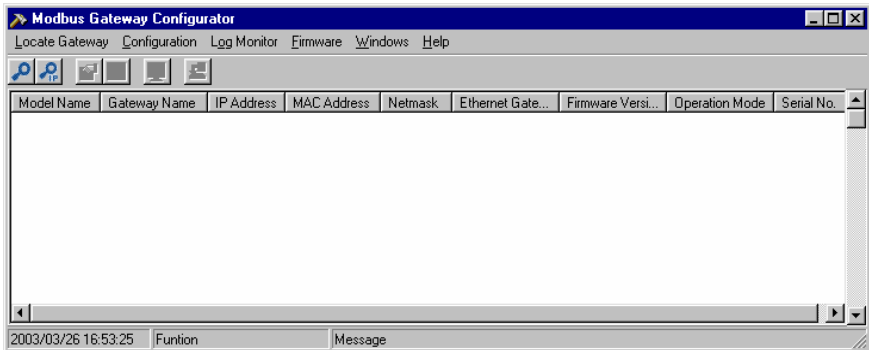 Modbus Gateway Configurator
Locate Gateway Configuration Log Monitor Firmware Windows Help
IP
Model Name Gateway Name IP Address MAC Address Netmask Ethernet Gate... Firmware Versi... Operation Mode Serial No.
2003/03/26 16:53:25 Funtion Message